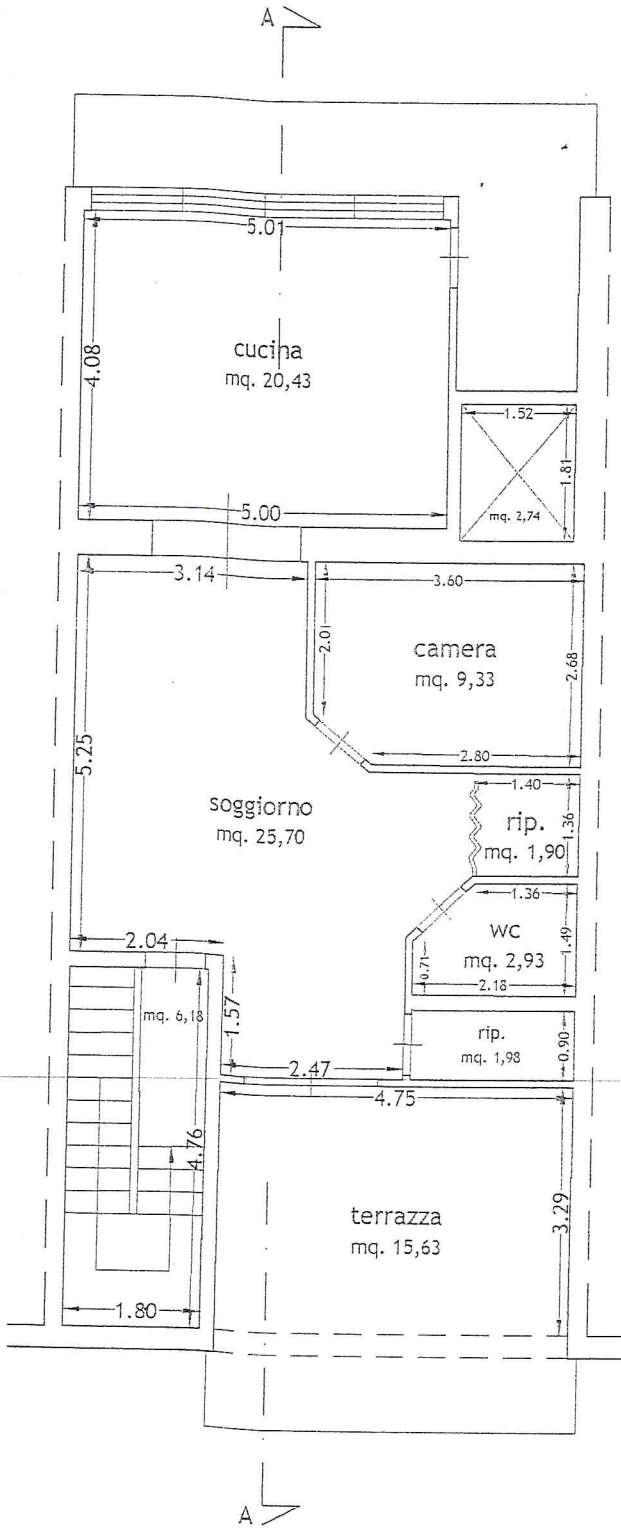 A
5.01
cucina
mq. 20,43
4.08
5.00
1.52
1.81
mq. 2,74
3.14
3.60
2.01
camera
mq. 9,33
2.68
2.80
5.25
soggiorno
mq. 25,70
1.40
rip.
mq. 1,90
1.36
1.36
wc
mq. 2,93
1.49
0.71
2.18
2.04
mq. 6,18
1.57
rip.
mq. 1,98
0.90
2.47
4.75
4.76
terrazza
mq. 15,63
3.29
1.80
A